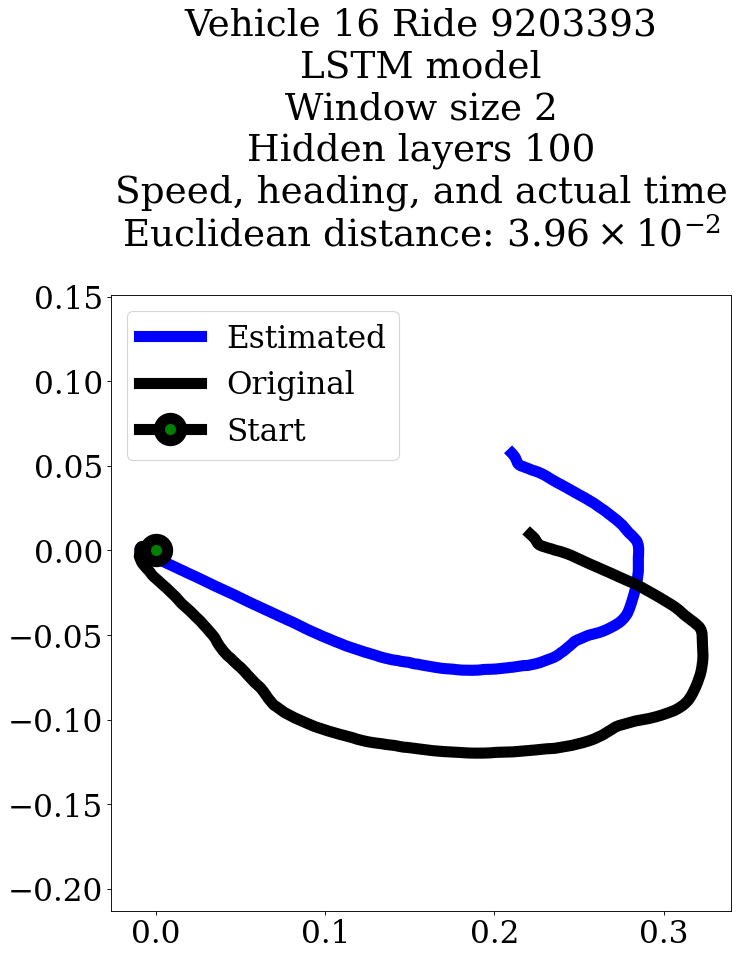 Vehicle 16 Ride 9203393
LSTM model
Window size 2
Hidden layers 100
Speed, heading, and actual time
Euclidean distance: 3.96 × 10⁻²
0.15
0.10
0.05
0.00
−0.05
−0.10
−0.15
−0.20
Estimated
Original
Start
0.0 0.1 0.2 0.3